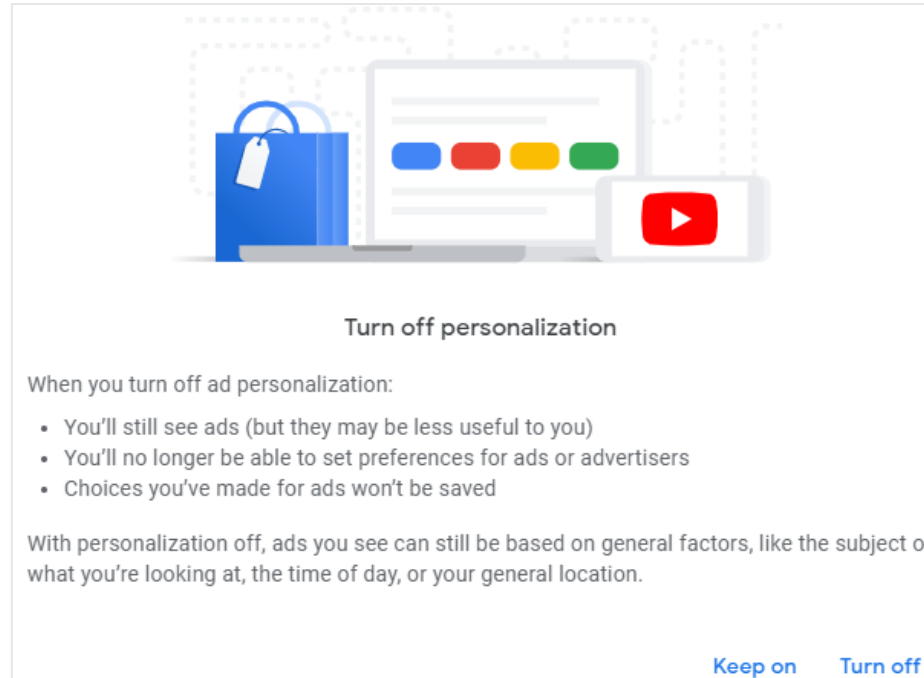 Turn off personalization
When you turn off ad personalization:
• You'll still see ads (but they may be less useful to you)
• You'll no longer be able to set preferences for ads or advertisers
• Choices you've made for ads won't be saved
With personalization off, ads you see can still be based on general factors, like the subject o
what you're looking at, the time of day, or your general location.
Keep on Turn off